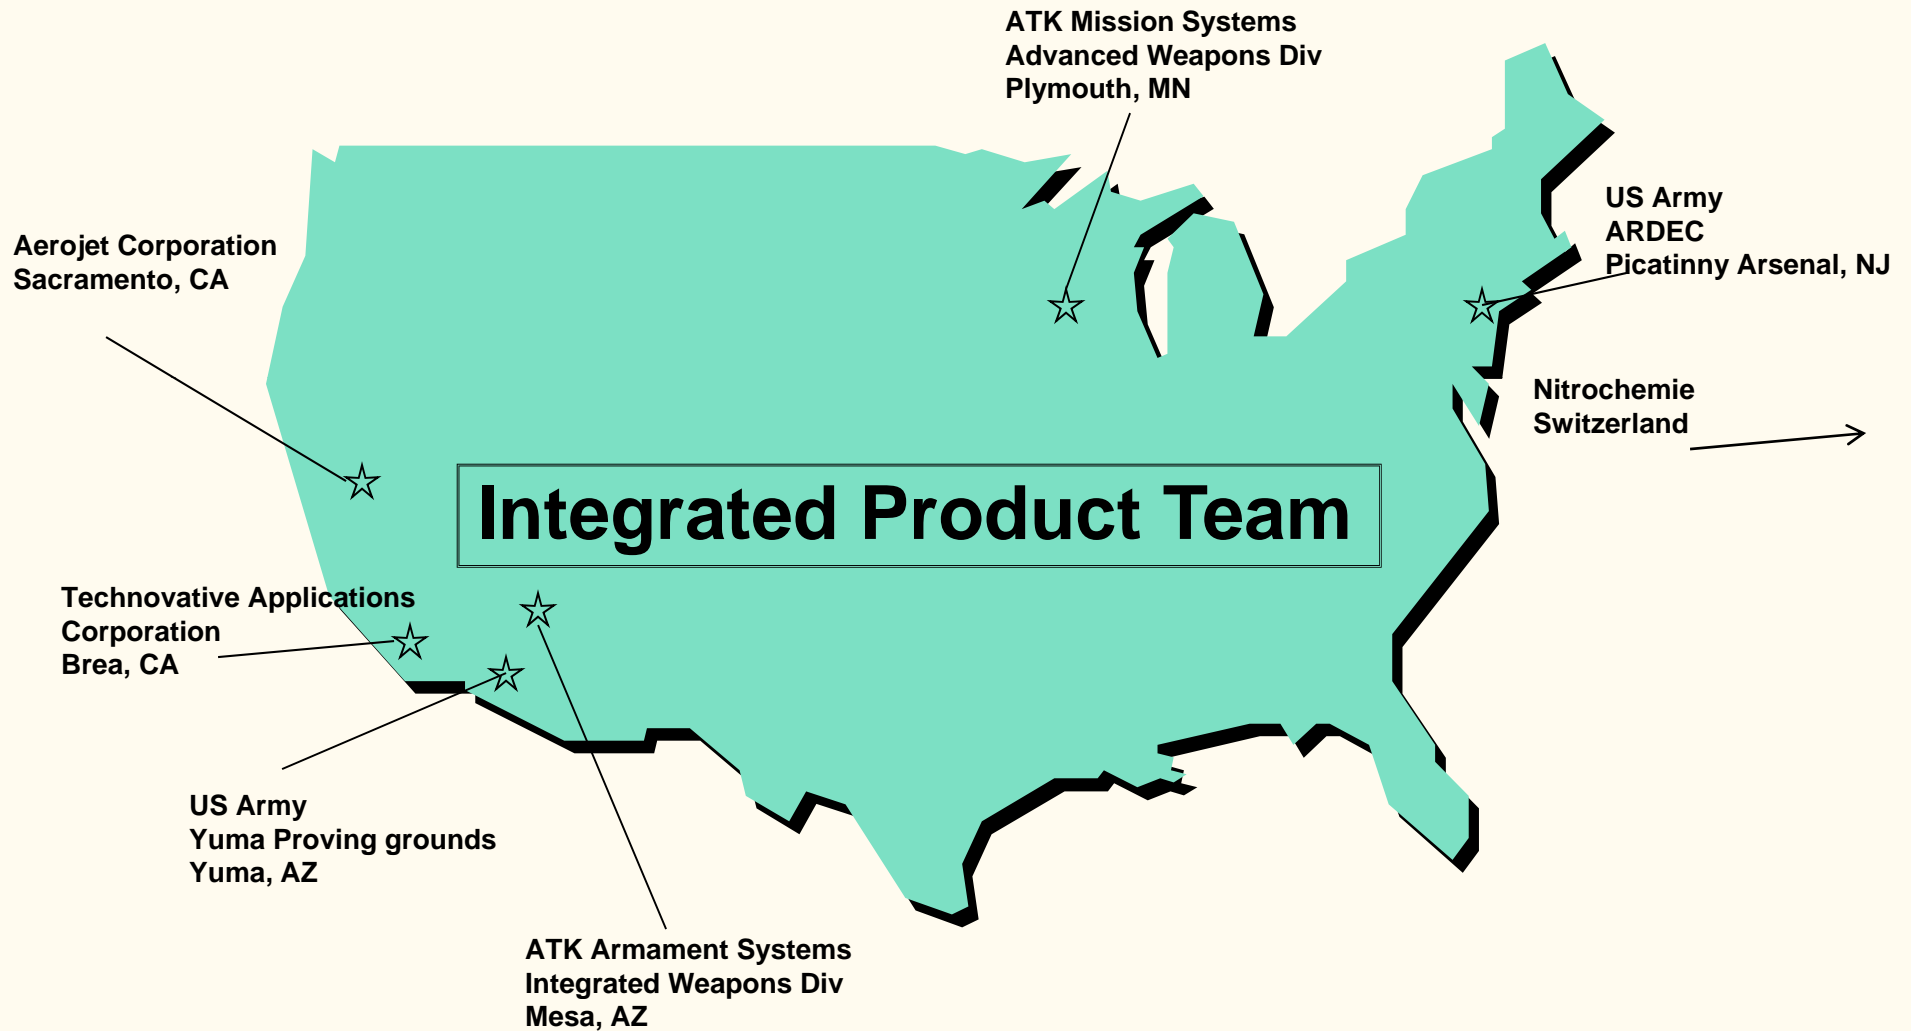 ATK Mission Systems
Advanced Weapons Div
Plymouth, MN
US Army
ARDEC
Picatinny Arsenal, NJ
Aerojet Corporation
Sacramento, CA
Nitrochemie
Switzerland
Integrated Product Team
Technovative Applications
Corporation
Brea, CA
US Army
Yuma Proving grounds
Yuma, AZ
ATK Armament Systems
Integrated Weapons Div
Mesa, AZ